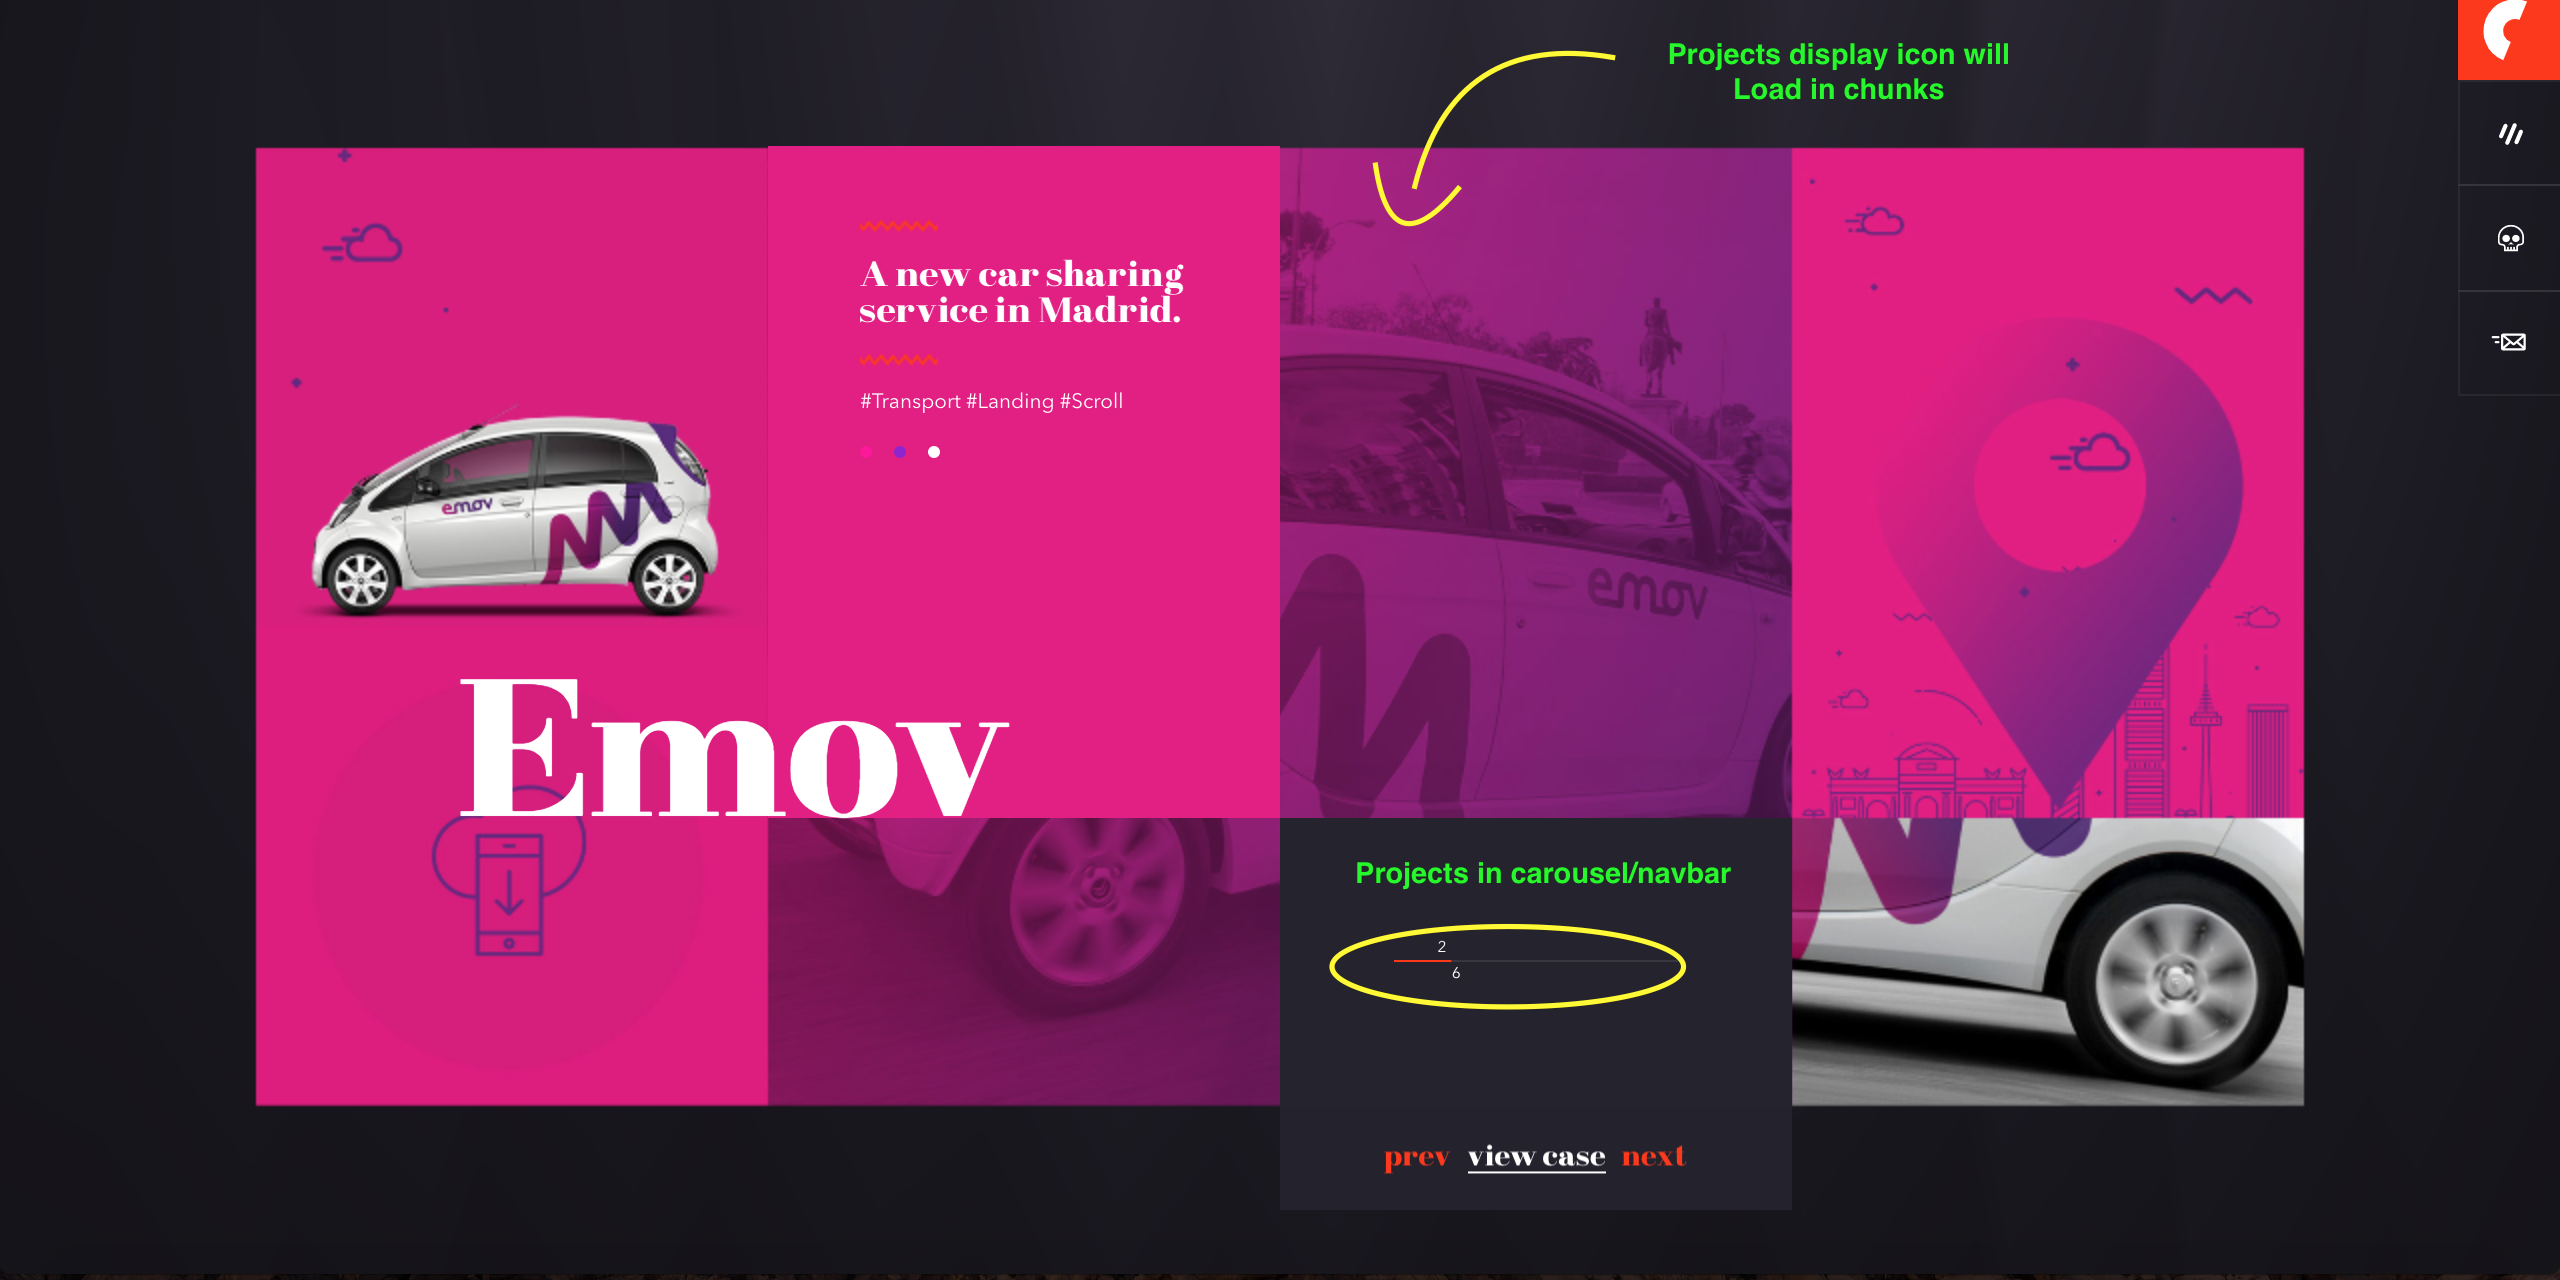 Projects display icon will
Load in chunks
A new car sharing
service in Madrid.
#Transport #Landing #Scroll
emov
emov
Emov
Projects in carousel/navbar
2
6
prev view case next